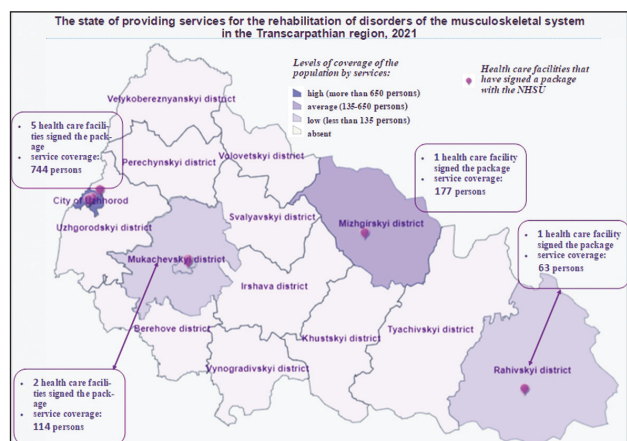 The state of providing services for the rehabilitation of disorders of the musculoskeletal system
in the Transcarpathian region, 2021
Levels of coverage of the
population by services:
high (more than 650 persons)
average (135-650 persons)
low (less than 135 persons)
absent
Health care facilities that
have signed a package
with the NHSU
• 5 health care facili-
ties signed the pack-
age
• service coverage:
744 persons
• 1 health care facility
signed the package
• service coverage:
177 persons
• 1 health care facility
signed the package
• service coverage:
63 persons
• 2 health care facili-
ties signed the pack-
age
• service coverage:
114 persons
Velykobereznyanskyi district
Perechynskyi district
Volovetskyi district
City of Uzhhorod
Uzhgorodskyi district
Svalyavskyi district
Mizhgirskyi district
Mukachevskyi district
Irshava district
Berehove district
Khustskyi district
Tyachivskyi district
Vynogradivskyi district
Rahivskyi district